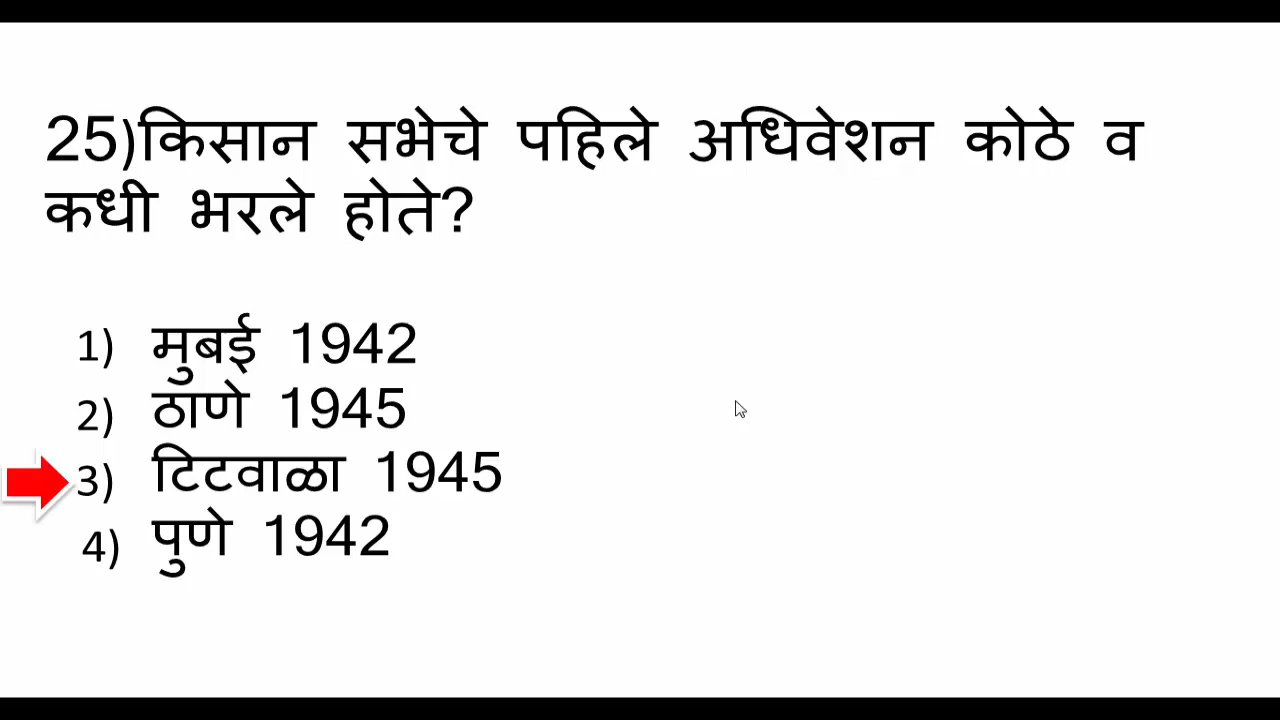 25)किसान सभेचे पहिले अधिवेशन कोठे व
कधी भरले होते?
1) मुबई 1942
2) ठाणे 1945
3) टिटवाळा 1945
4) पुणे 1942